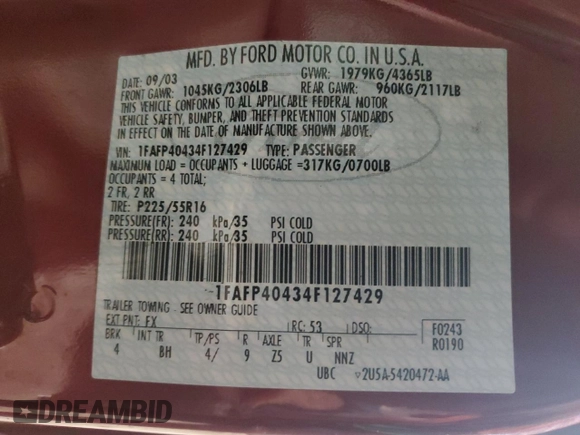 MFD. BY FORD MOTOR CO. IN U.S.A.
DATE: 09/03 GVWR: 1979KG/4365LB
FRONT GAWR: 1045KG/2306LB REAR GAWR: 960KG/2117LB
THIS VEHICLE CONFORMS TO ALL APPLICABLE FEDERAL MOTOR
VEHICLE SAFETY, BUMPER, AND THEFT PREVENTION STANDARDS
IN EFFECT ON THE DATE OF MANUFACTURE SHOWN ABOVE.
VIN: 1FAFP40434F127429 TYPE: PASSENGER
MAXIMUM LOAD = OCCUPANTS + LUGGAGE =317KG/0700LB
OCCUPANTS = 4 TOTAL;
2 FR, 2 RR
TIRE: P225/55R16
PRESSURE(FR): 240 kPa/35 PSI COLD
PRESSURE(RR): 240 kPa/35 PSI COLD
1FAFP40434F127429
TRAILER TOWING - SEE OWNER GUIDE
EXT PNT: FX RC: 53 DSO: F0243
BRK INT TR TP/PS R AXLE TR SPR R0190
4 BH 4/ 9 Z5 U NNZ
UBC 2U5A-5420472-AA
DREAMBID